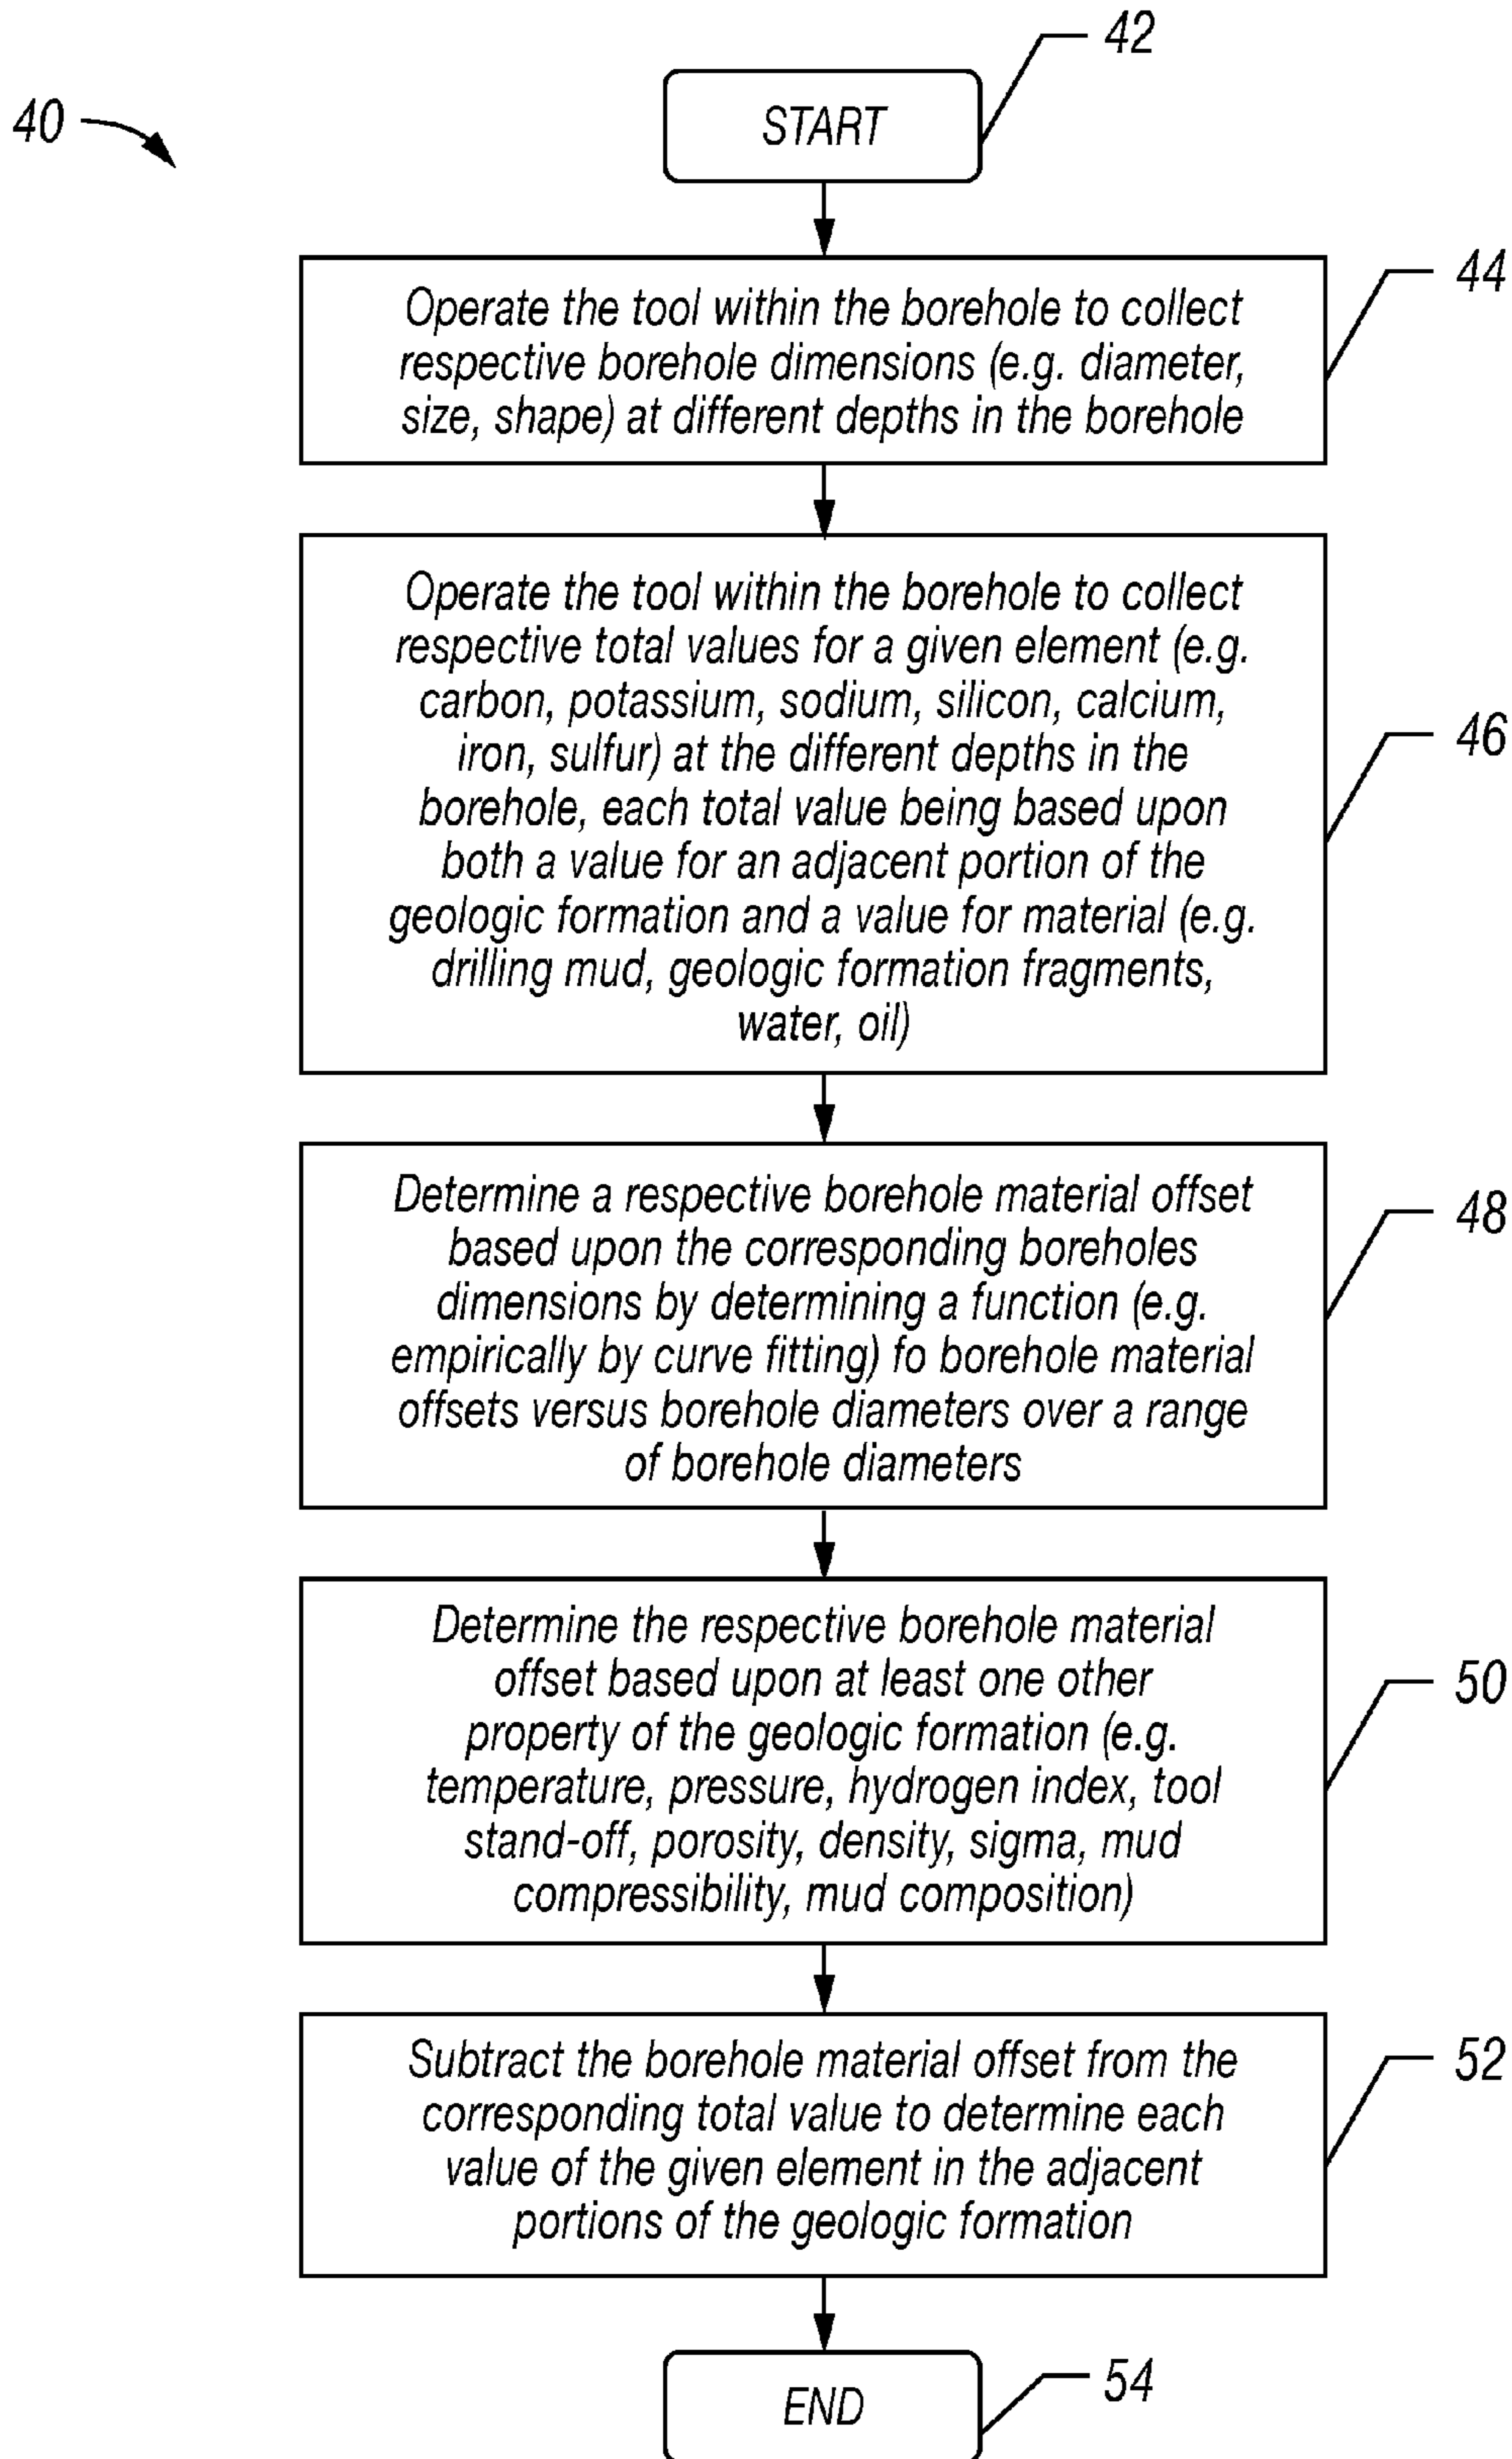 42
40
START
44
Operate the tool within the borehole to collect
respective borehole dimensions (e.g. diameter,
size, shape) at different depths in the borehole
46
Operate the tool within the borehole to collect
respective total values for a given element (e.g.
carbon, potassium, sodium, silicon, calcium,
iron, sulfur) at the different depths in the
borehole, each total value being based upon
both a value for an adjacent portion of the
geologic formation and a value for material (e.g.
drilling mud, geologic formation fragments,
water, oil)
48
Determine a respective borehole material offset
based upon the corresponding boreholes
dimensions by determining a function (e.g.
empirically by curve fitting) fo borehole material
offsets versus borehole diameters over a range
of borehole diameters
50
Determine the respective borehole material
offset based upon at least one other
property of the geologic formation (e.g.
temperature, pressure, hydrogen index, tool
stand-off, porosity, density, sigma, mud
compressibility, mud composition)
52
Subtract the borehole material offset from the
corresponding total value to determine each
value of the given element in the adjacent
portions of the geologic formation
54
END